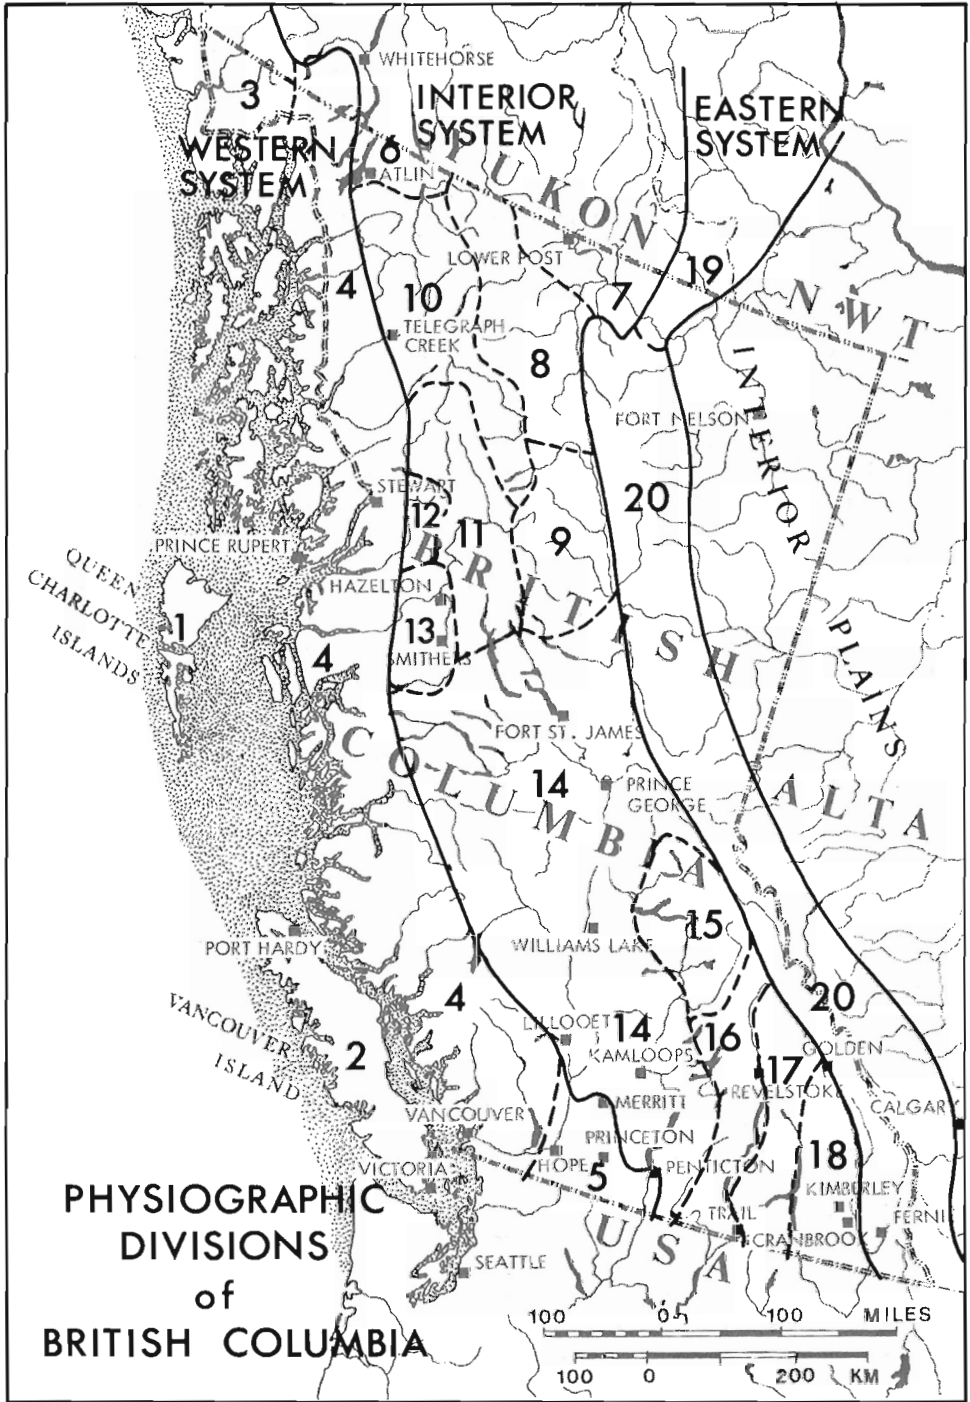 WHITEHORSE
3
INTERIOR
SYSTEM
EASTERN
SYSTEM
WESTERN
SYSTEM
6
ATLIN
YUKON
LOWER POST
19
4
10
7
NWT
TELEGRAPH
CREEK
8
INTERIOR PLAINS
FORT NELSON
STEWART
20
12
11
9
PRINCE RUPERT
BRITISH
COLUMBIA
QUEEN
CHARLOTTE
ISLANDS
HAZELTON
1
13
4
SMITHERS
FORT ST. JAMES
14
PRINCE
GEORGE
ALTA
15
PORT HARDY
WILLIAMS LAKE
VANCOUVER
ISLAND
4
20
2
LILLOOET
14
16
GOLDEN
KAMLOOPS
17
REVELSTOKE
CALGARY
VANCOUVER
MERRITT
PRINCETON
18
VICTORIA
HOPE
5
PENTICTON
KIMBERLEY
TRAIL
FERNIE
CRANBROOK
USA
SEATTLE
PHYSIOGRAPHIC
DIVISIONS
of
BRITISH COLUMBIA
100 0 100 MILES
100 0 200 KM